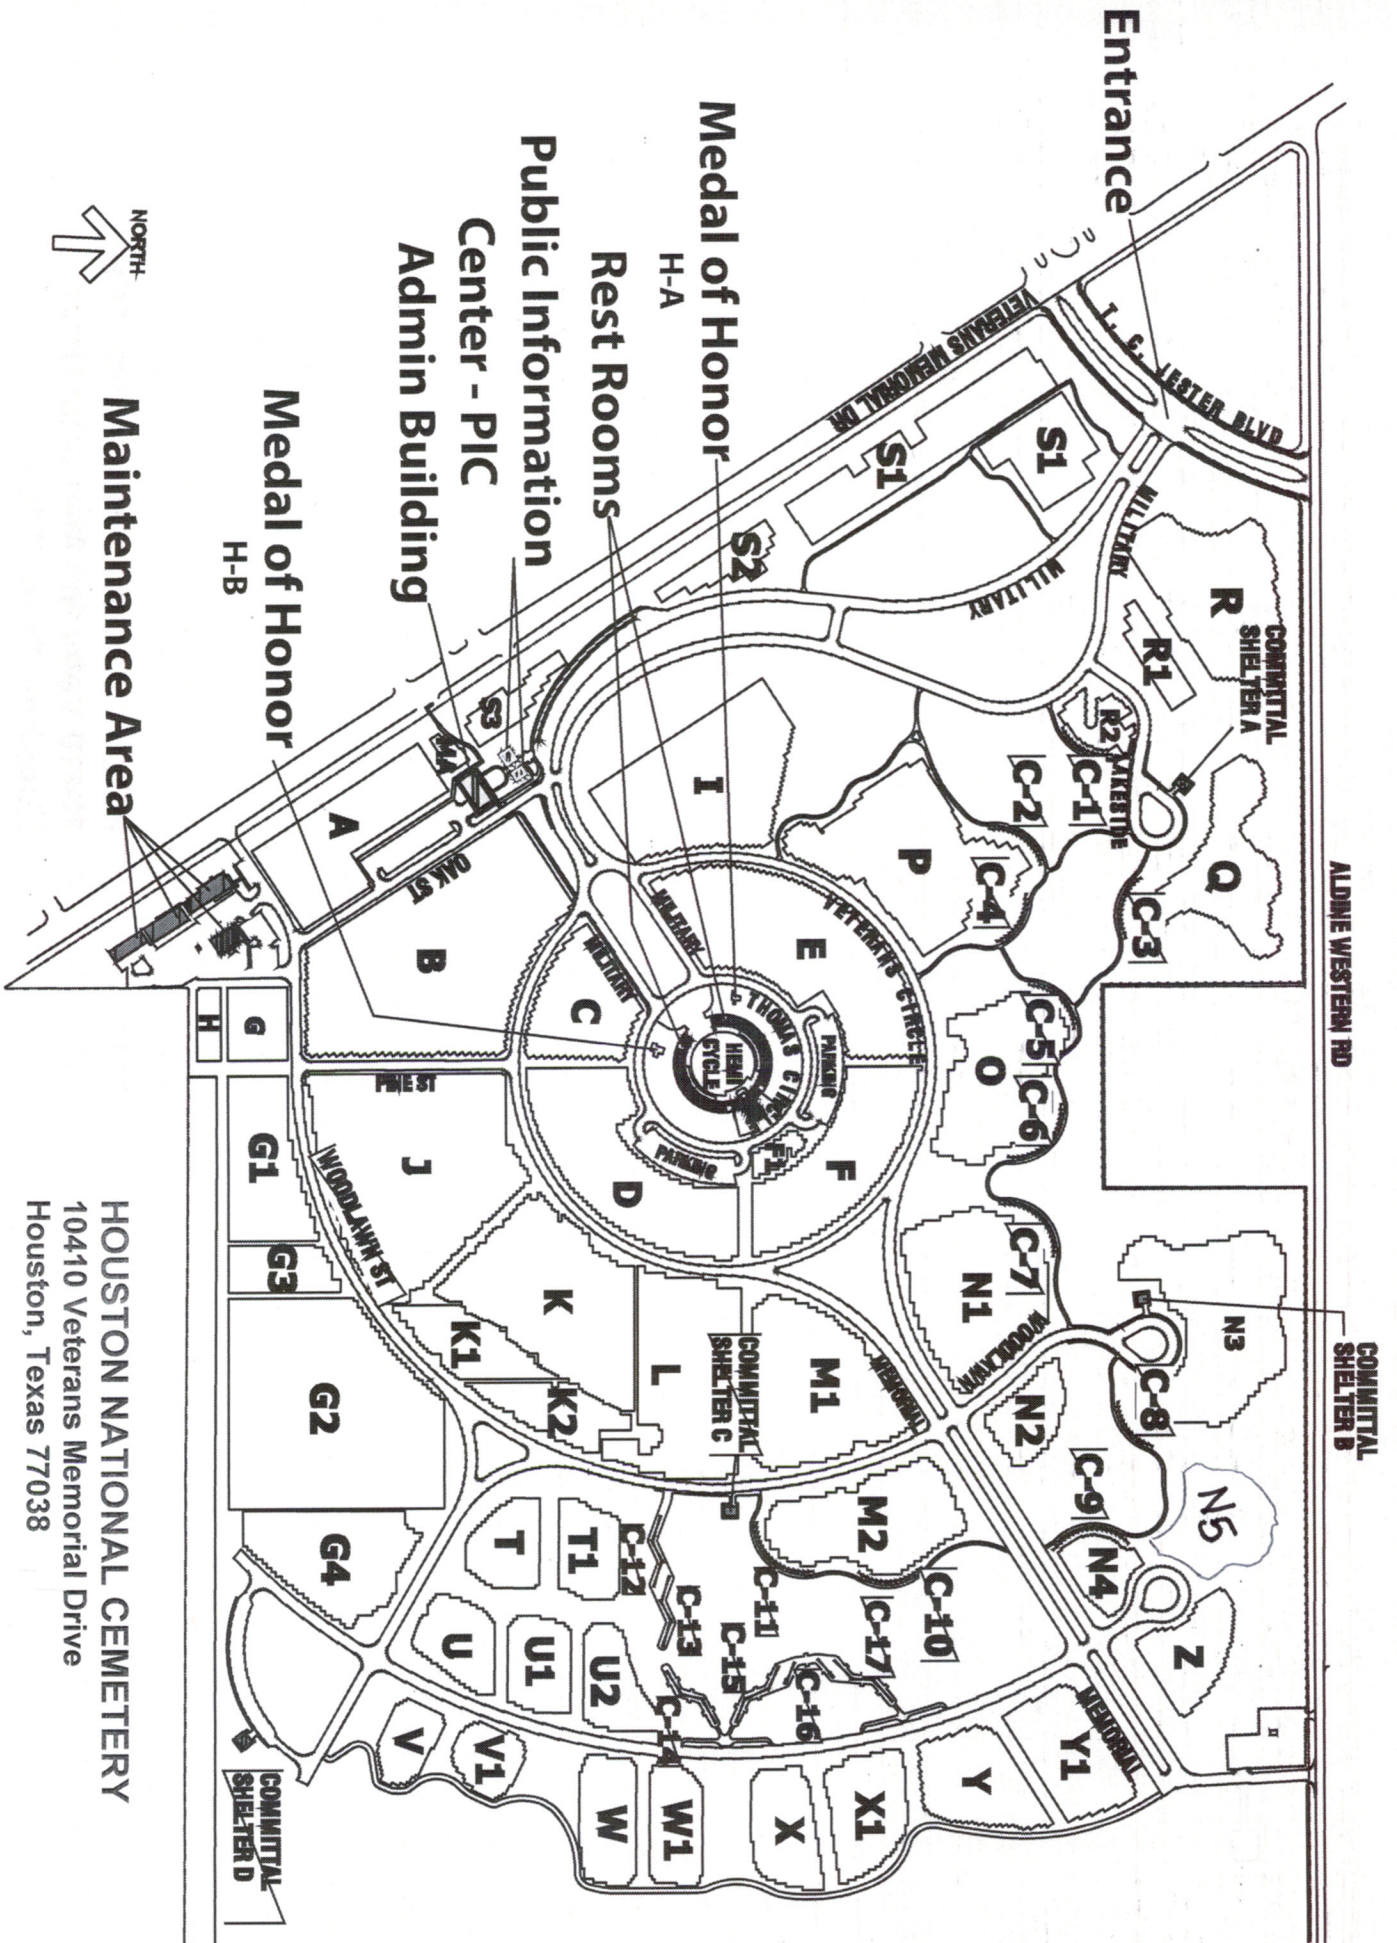 Entrance
Medal of Honor
H-A
Rest Rooms
Public Information
Center - PIC
Admin Building
Medal of Honor
H-B
Maintenance Area
NORTH
ALDINE WESTERN RD
T. C. JESTER BLVD
VETERANS MEMORIAL DR
MILITARY
MILITARY
S1
S1
S2
S3
R
R1
R2
COMMITTAL
SHELTER A
LAKESIDE
Q
C-1
C-2
C-3
C-4
P
I
M4
A
OAK ST
B
C
MILITARY
MILITARY
E
VETERANS CIRCLE
THOMAS CIRCLE
HEMI
CYCLE
PARKING
PARKING
F
F1
D
O
C-5
C-6
C-7
N1
WOODLAWN
N3
COMMITTAL
SHELTER B
C-8
N2
C-9
N5
N4
Z
G
H
PINE ST
J
WOODLAWN ST
G1
G3
G2
G4
K
K1
K2
L
COMMITTAL
SHELTER C
M1
MEMORIAL
M2
T
T1
C-12
C-13
C-11
C-15
C-17
C-10
C-16
C-14
U
U1
U2
V
V1
W
W1
X
X1
Y
Y1
MEMORIAL
COMMITTAL
SHELTER D
HOUSTON NATIONAL CEMETERY
10410 Veterans Memorial Drive
Houston, Texas 77038